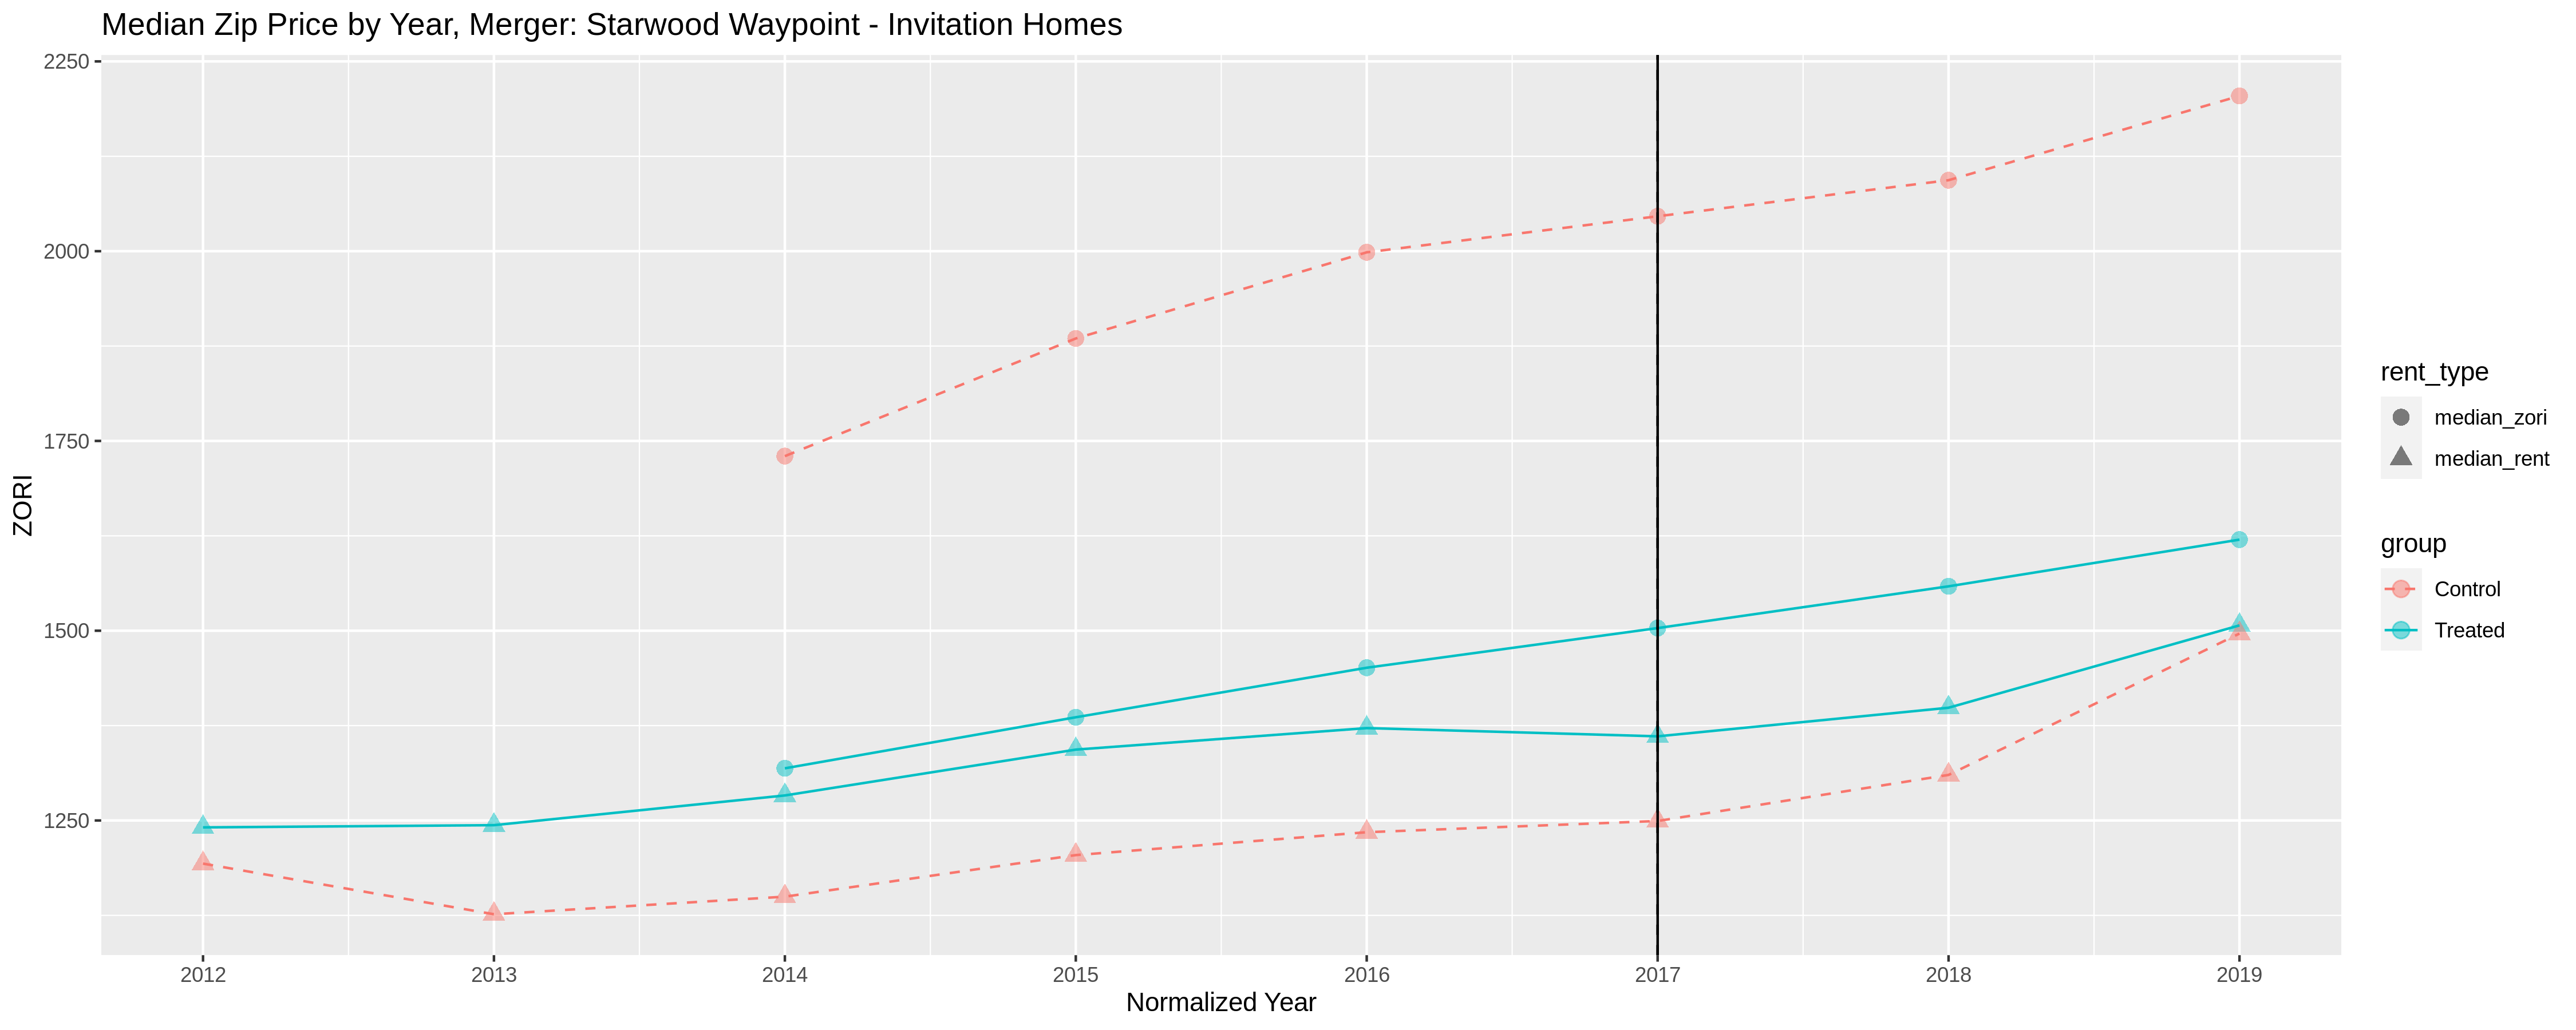 Median Zip Price by Year, Merger: Starwood Waypoint - Invitation Homes
2250
2000
1750
1500
1250
ZORI
2012 2013 2014 2015 2016 2017 2018 2019
Normalized Year
rent_type
median_zori
median_rent
group
Control
Treated